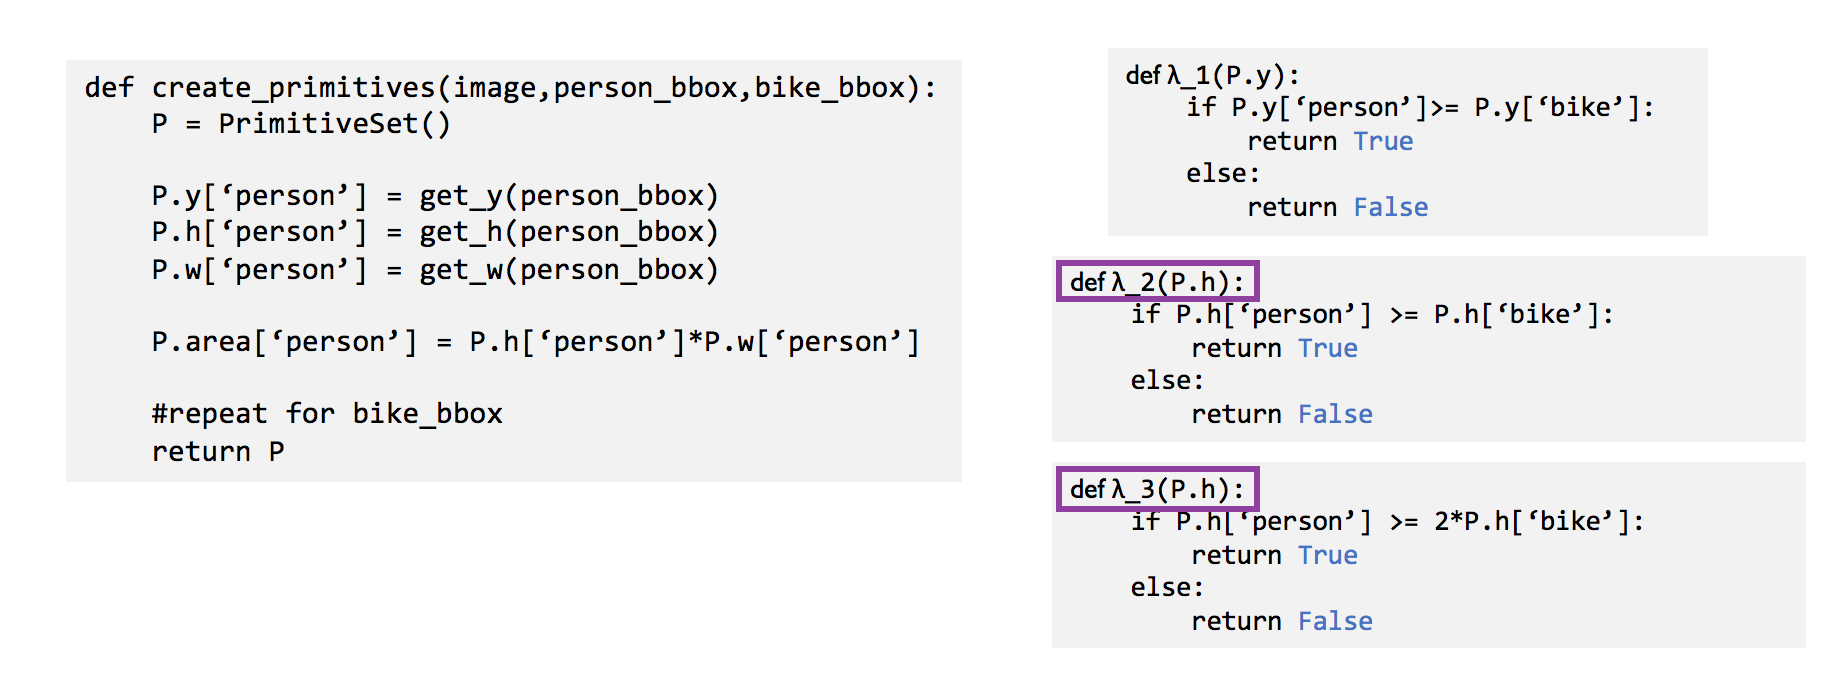 def create_primitives(image,person_bbox,bike_bbox):
    P = PrimitiveSet()
    P.y[‘person’] = get_y(person_bbox)
    P.h[‘person’] = get_h(person_bbox)
    P.w[‘person’] = get_w(person_bbox)
    P.area[‘person’] = P.h[‘person’]*P.w[‘person’]
    #repeat for bike_bbox
    return P
def λ_1(P.y):
    if P.y[‘person’]>= P.y[‘bike’]:
        return True
    else:
        return False
def λ_2(P.h):
    if P.h[‘person’] >= P.h[‘bike’]:
        return True
    else:
        return False
def λ_3(P.h):
    if P.h[‘person’] >= 2*P.h[‘bike’]:
        return True
    else:
        return False